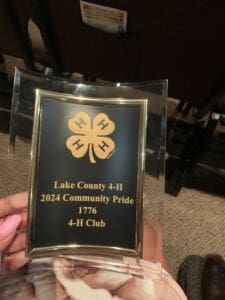 H H
H H
Lake County 4-H
2024 Community Pride
1776
4-H Club